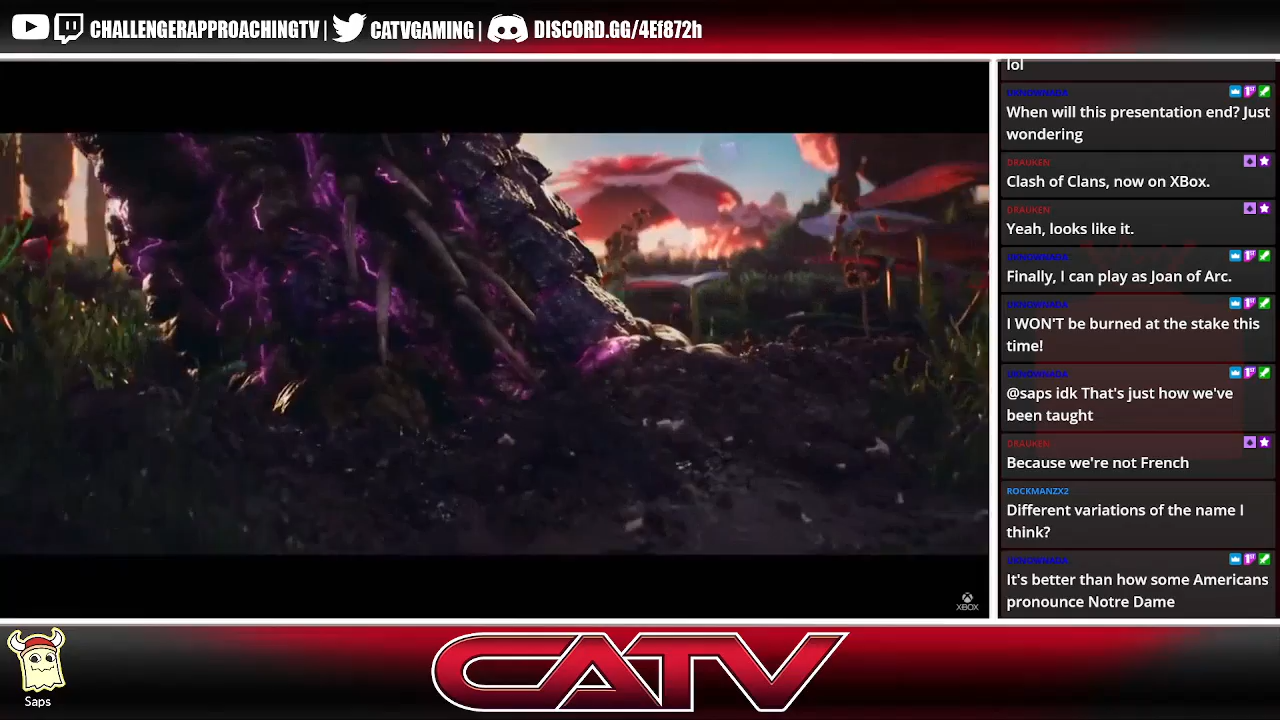 CHALLENGERAPPROACHINGTV | CATVGAMING | DISCORD.GG/4Ef872h
lol
When will this presentation end? Just
wondering
DRAUKEN
Clash of Clans, now on XBox.
DRAUKEN
Yeah, looks like it.
Finally, I can play as Joan of Arc.
I WON'T be burned at the stake this
time!
@saps idk That's just how we've
been taught
DRAUKEN
Because we're not French
ROCKMANZX2
Different variations of the name I
think?
It's better than how some Americans
pronounce Notre Dame
XBOX
Saps
CATV